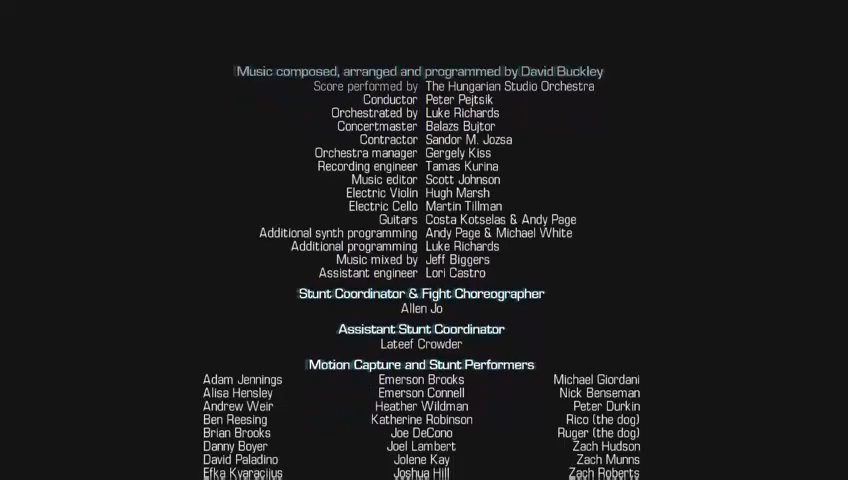 Music composed, arranged and programmed by David Buckley
Score performed by The Hungarian Studio Orchestra
Conductor Peter Pejtsik
Orchestrated by Luke Richards
Concertmaster Balazs Bujtor
Contractor Sandor M. Jozsa
Orchestra manager Gergely Kiss
Recording engineer Tamas Kurina
Music editor Scott Johnson
Electric Violin Hugh Marsh
Electric Cello Martin Tillman
Guitars Costa Kotselas & Andy Page
Additional synth programming Andy Page & Michael White
Additional programming Luke Richards
Music mixed by Jeff Biggers
Assistant engineer Lori Castro
Stunt Coordinator & Fight Choreographer
Allen Jo
Assistant Stunt Coordinator
Lateef Crowder
Motion Capture and Stunt Performers
Adam Jennings Emerson Brooks Michael Giordani
Alisa Hensley Emerson Connell Nick Benseman
Andrew Weir Heather Wildman Peter Durkin
Ben Reesing Katherine Robinson Rico (the dog)
Brian Brooks Joe DeCono Ruger (the dog)
Danny Boyer Joel Lambert Zach Hudson
David Paladino Jolene Kay Zach Munns
Efka Kvaraciius Joshua Hill Zach Roberts